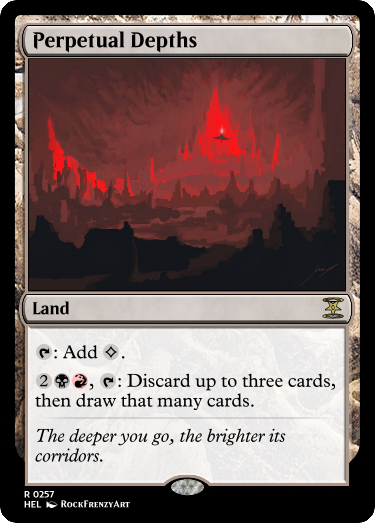 Perpetual Depths
Land
: Add .
2, : Discard up to three cards,
then draw that many cards.
The deeper you go, the brighter its
corridors.
R 0257
HEL RockFrenzyArt